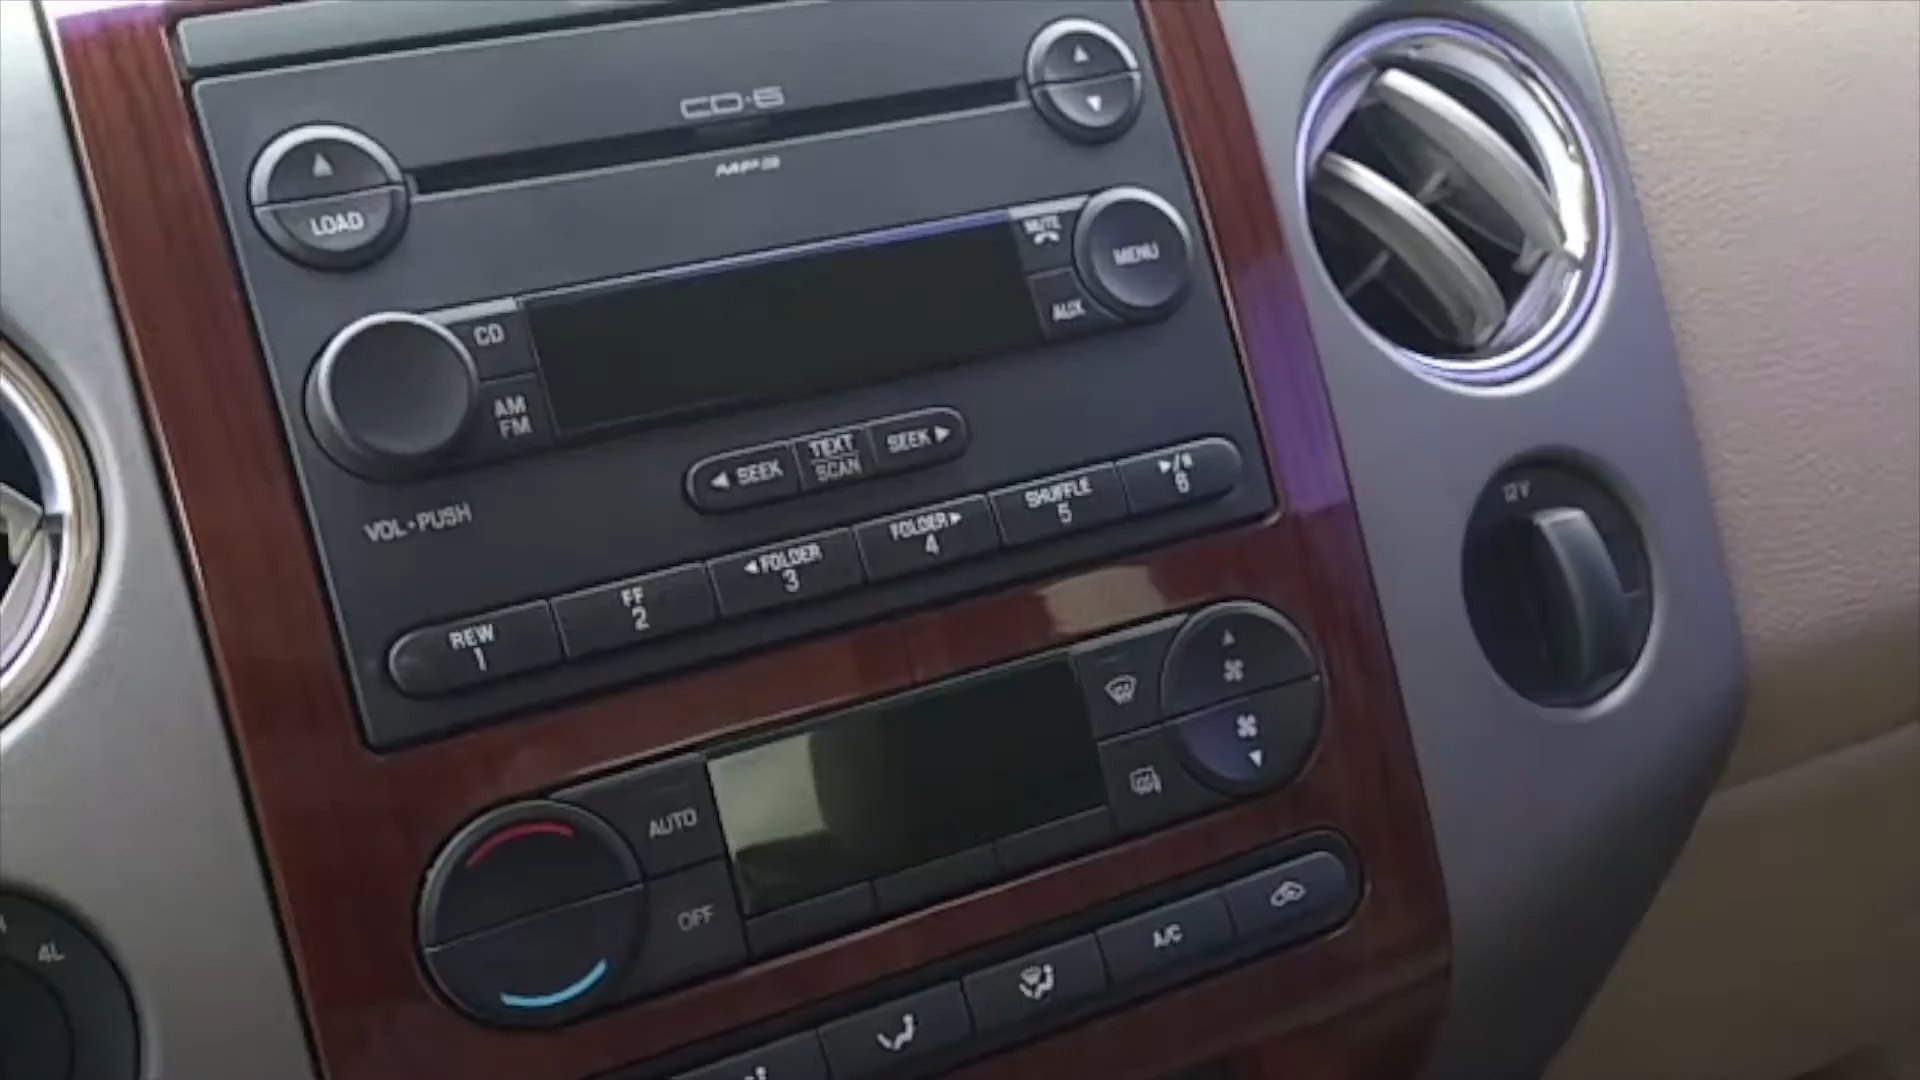 CD·6
MP3
LOAD
MUTE
MENU
CD
AUX
AM
FM
◄ SEEK
TEXT
SCAN
SEEK ►
VOL • PUSH
REW
1
FF
2
◄ FOLDER
3
FOLDER ►
4
SHUFFLE
5
►/⏸
6
12V
AUTO
OFF
A/C
4L